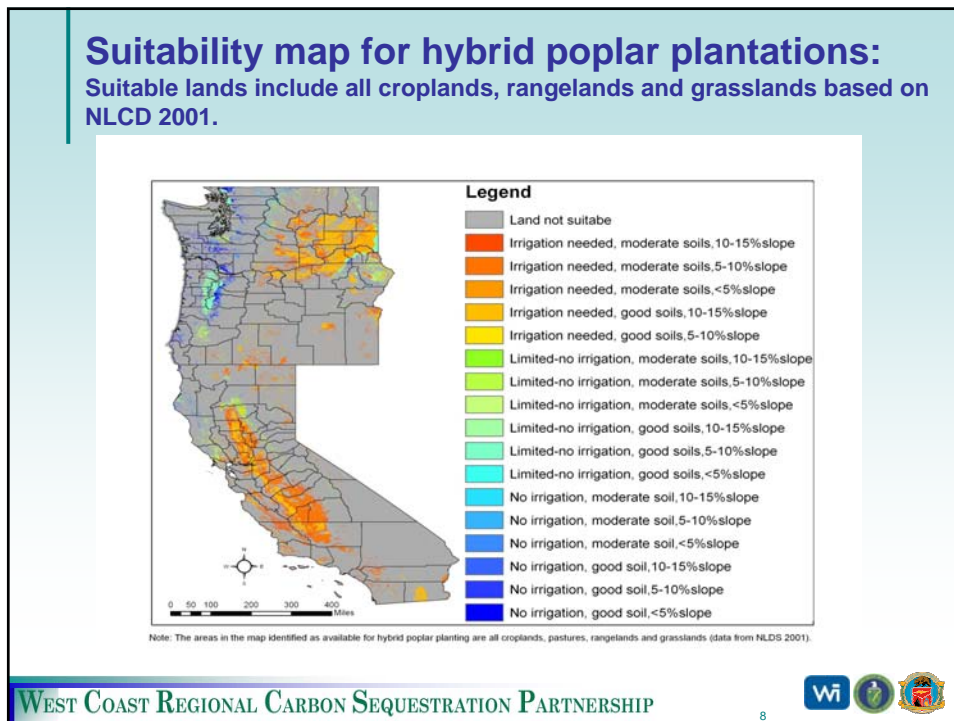 Suitability map for hybrid poplar plantations:
Suitable lands include all croplands, rangelands and grasslands based on
NLCD 2001.
Legend
Land not suitabe
Irrigation needed, moderate soils,10-15%slope
Irrigation needed, moderate soils,5-10%slope
Irrigation needed, moderate soils,<5%slope
Irrigation needed, good soils,10-15%slope
Irrigation needed, good soils,5-10%slope
Limited-no irrigation, moderate soils,10-15%slope
Limited-no irrigation, moderate soils,5-10%slope
Limited-no irrigation, moderate soils,<5%slope
Limited-no irrigation, good soils,10-15%slope
Limited-no irrigation, good soils,5-10%slope
Limited-no irrigation, good soils,<5%slope
No irrigation, moderate soil,10-15%slope
No irrigation, moderate soil,5-10%slope
No irrigation, moderate soil,<5%slope
No irrigation, good soil,10-15%slope
No irrigation, good soil,5-10%slope
No irrigation, good soil,<5%slope
N
W E
S
0 50 100 200 300 400
Miles
Note: The areas in the map identified as available for hybrid poplar planting are all croplands, pastures, rangelands and grasslands (data from NLDS 2001).
WEST COAST REGIONAL CARBON SEQUESTRATION PARTNERSHIP
8
Wi